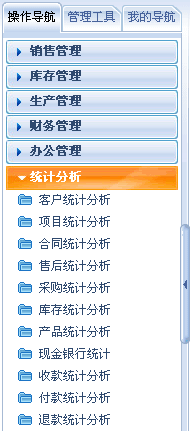 操作导航 管理工具 我的导航
销售管理
库存管理
生产管理
财务管理
办公管理
统计分析
客户统计分析
项目统计分析
合同统计分析
售后统计分析
采购统计分析
库存统计分析
产品统计分析
现金银行统计
收款统计分析
付款统计分析
退款统计分析